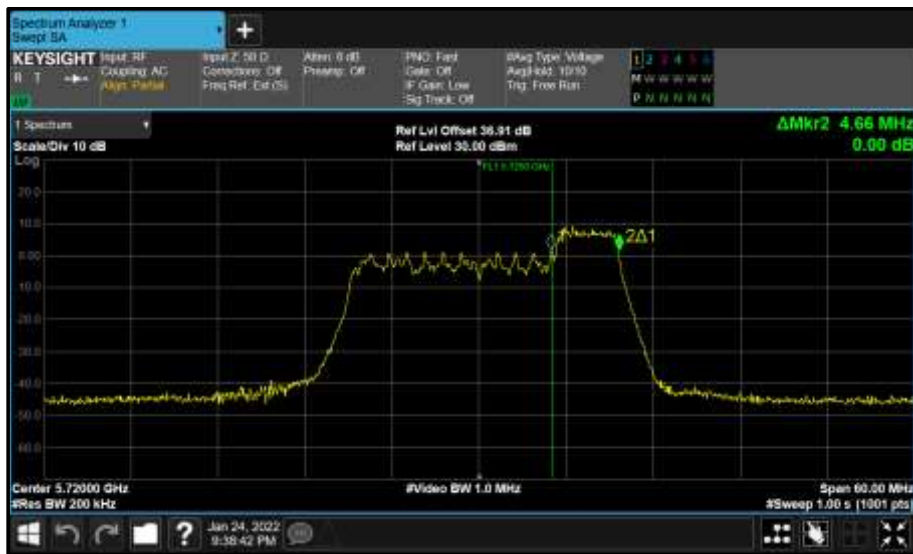 Spectrum Analyzer 1
Swept SA
+
KEYSIGHT
R T
Input: RF
Coupling: AC
Align: Partial
Input Z: 50 Ω
Corrections: Off
Freq Ref: Ext (S)
Atten: 6 dB
Preamp: Off
PNO: Fast
Gate: Off
IF Gain: Low
Sig Track: Off
#Avg Type: Voltage
Avg|Hold: 10/10
Trig: Free Run
1 2 3 4 5 6
M W W W W W
P N N N N N
1 Spectrum
Scale/Div 10 dB
Ref Lvl Offset 36.91 dB
Ref Level 30.00 dBm
ΔMkr2 4.66 MHz
0.00 dB
Log
20.0
10.0
0.00
-10.0
-20.0
-30.0
-40.0
-50.0
-60.0
2Δ1
Center 5.72000 GHz
#Res BW 200 kHz
#Video BW 1.0 MHz
Span 60.00 MHz
#Sweep 1.00 s (1001 pts)
?
Jan 24, 2022
9:38:42 PM